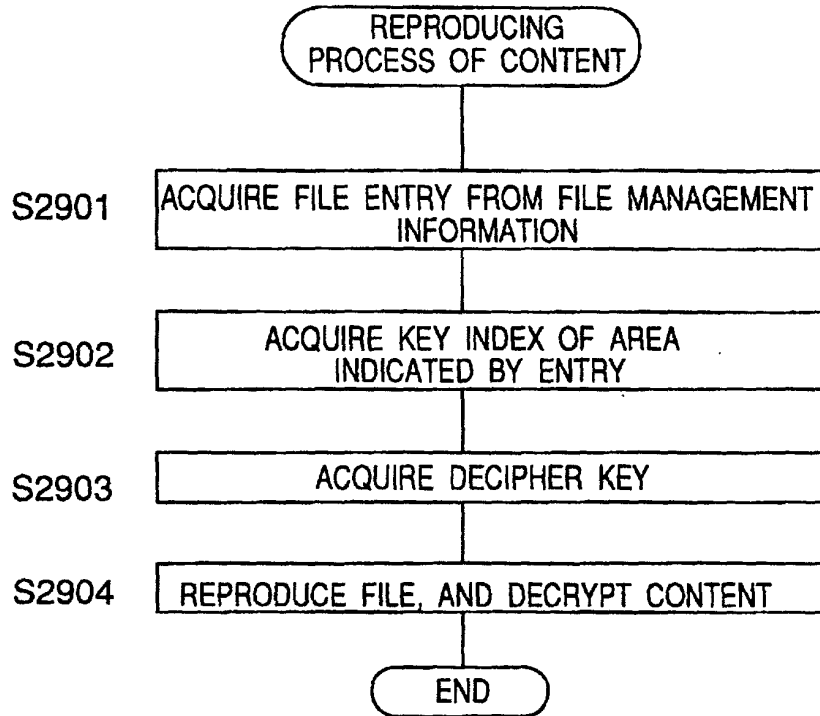 REPRODUCING
PROCESS OF CONTENT
S2901
ACQUIRE FILE ENTRY FROM FILE MANAGEMENT
INFORMATION
S2902
ACQUIRE KEY INDEX OF AREA
INDICATED BY ENTRY
S2903
ACQUIRE DECIPHER KEY
S2904
REPRODUCE FILE, AND DECRYPT CONTENT
END